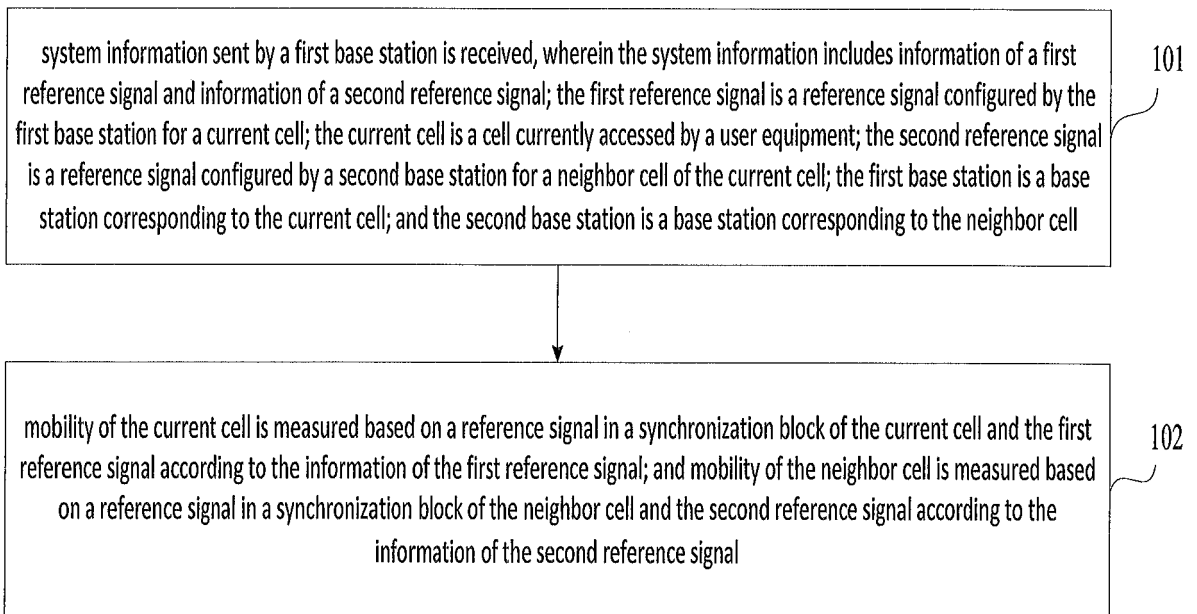 system information sent by a first base station is received, wherein the system information includes information of a first
reference signal and information of a second reference signal; the first reference signal is a reference signal configured by the
first base station for a current cell; the current cell is a cell currently accessed by a user equipment; the second reference signal
is a reference signal configured by a second base station for a neighbor cell of the current cell; the first base station is a base
station corresponding to the current cell; and the second base station is a base station corresponding to the neighbor cell
101
mobility of the current cell is measured based on a reference signal in a synchronization block of the current cell and the first
reference signal according to the information of the first reference signal; and mobility of the neighbor cell is measured based
on a reference signal in a synchronization block of the neighbor cell and the second reference signal according to the
information of the second reference signal
102